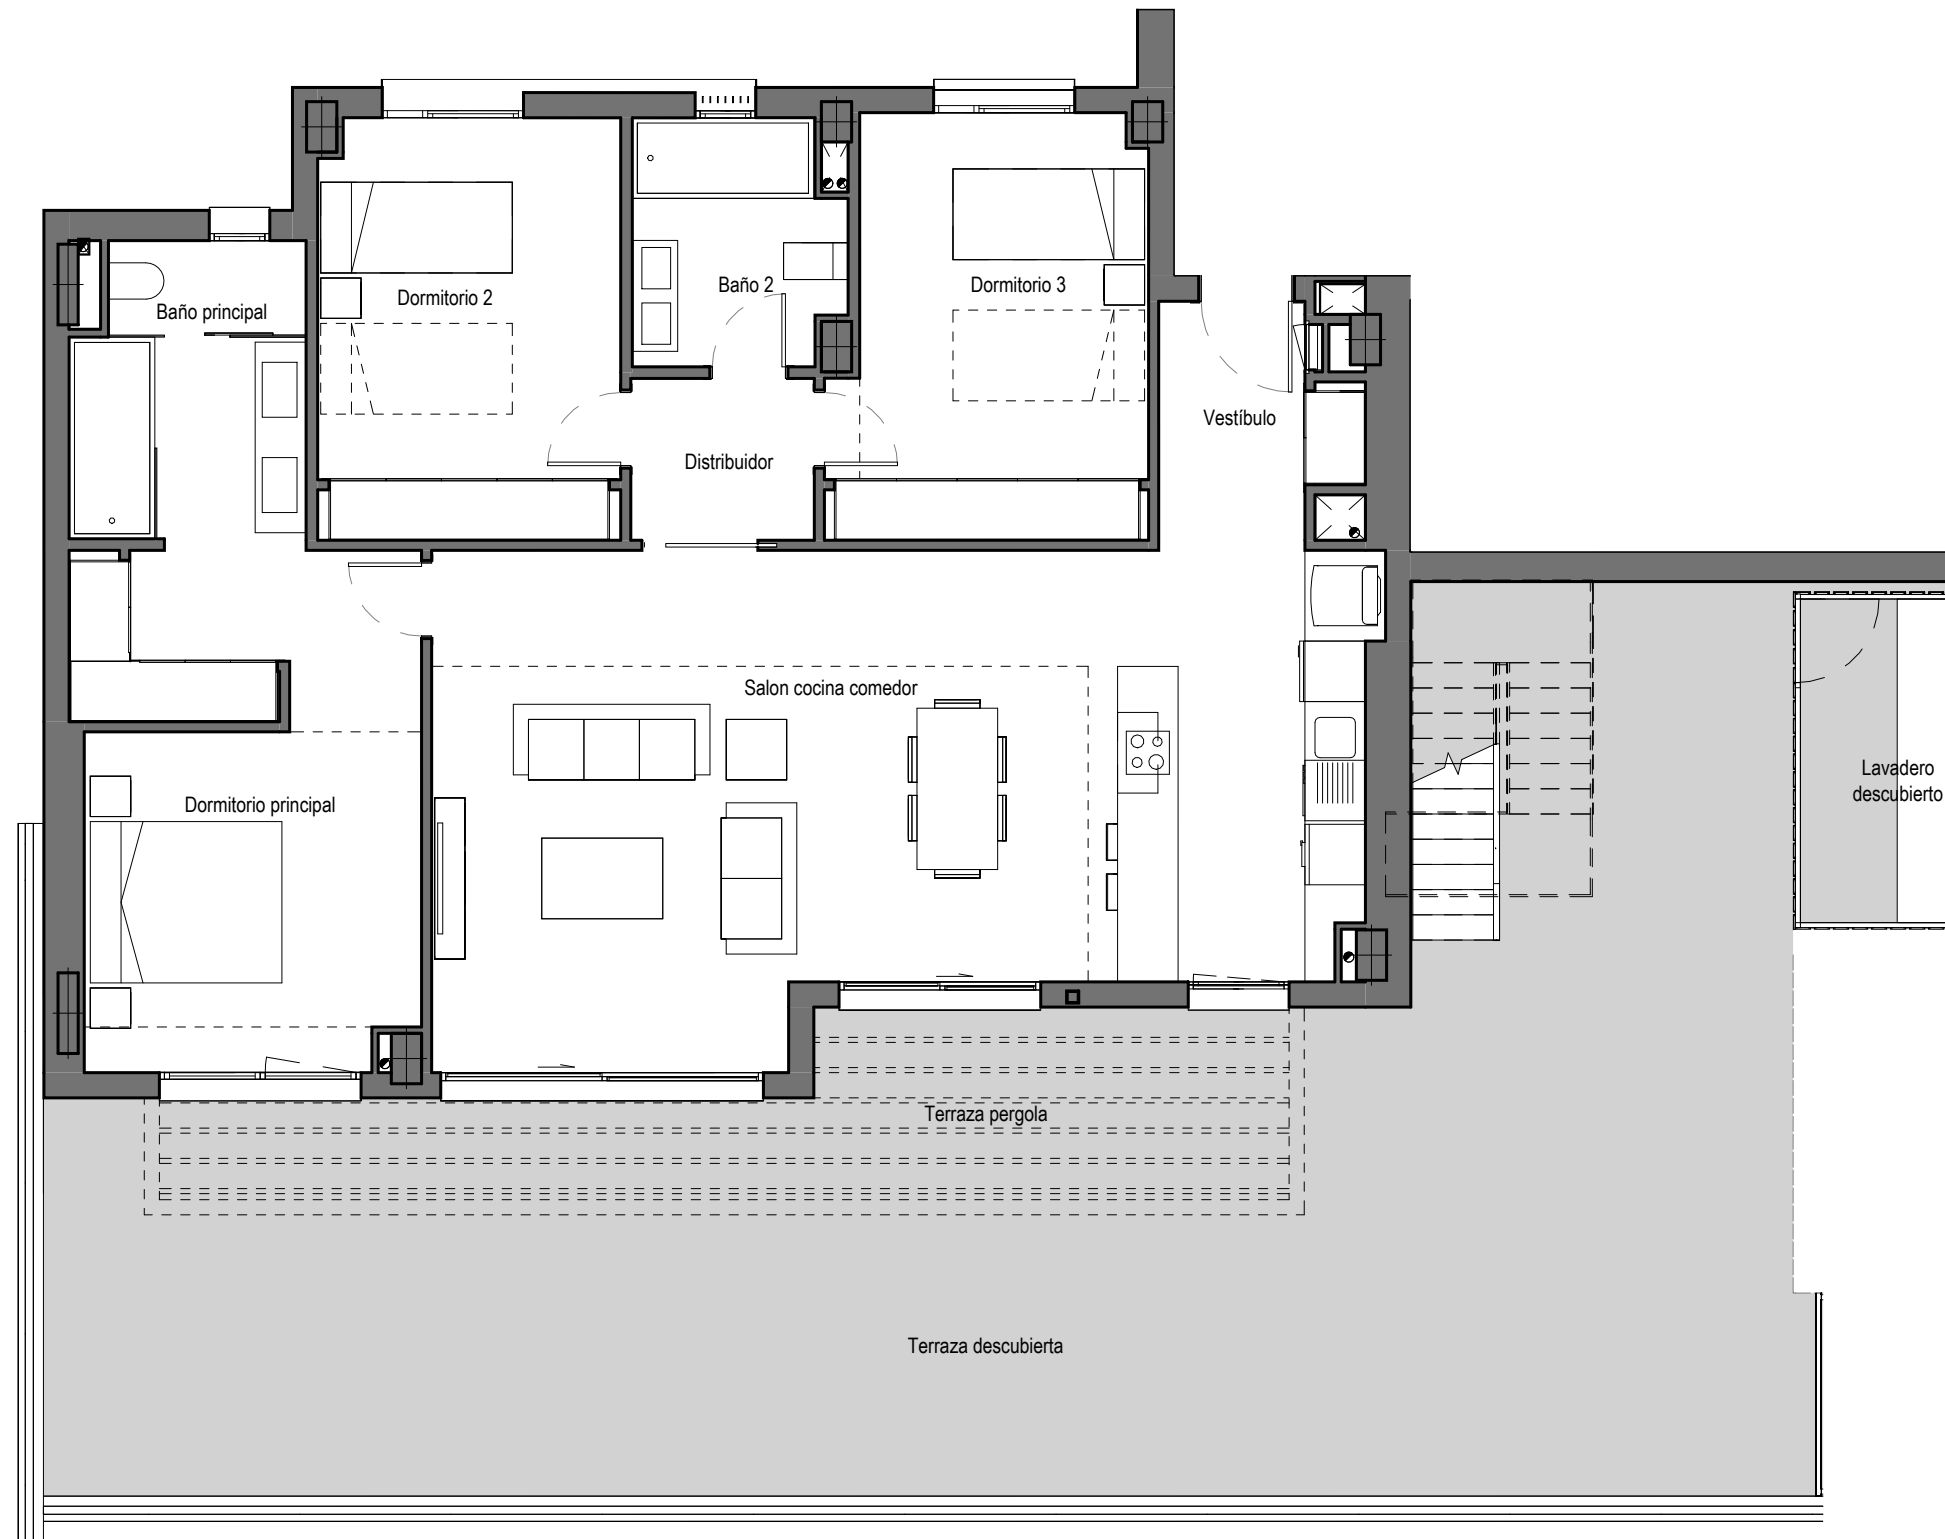 Dormitorio 2
Baño 2
Dormitorio 3
Baño principal
Vestíbulo
Distribuidor
Salon cocina comedor
Lavadero
descubierto
Dormitorio principal
Terraza pergola
Terraza descubierta